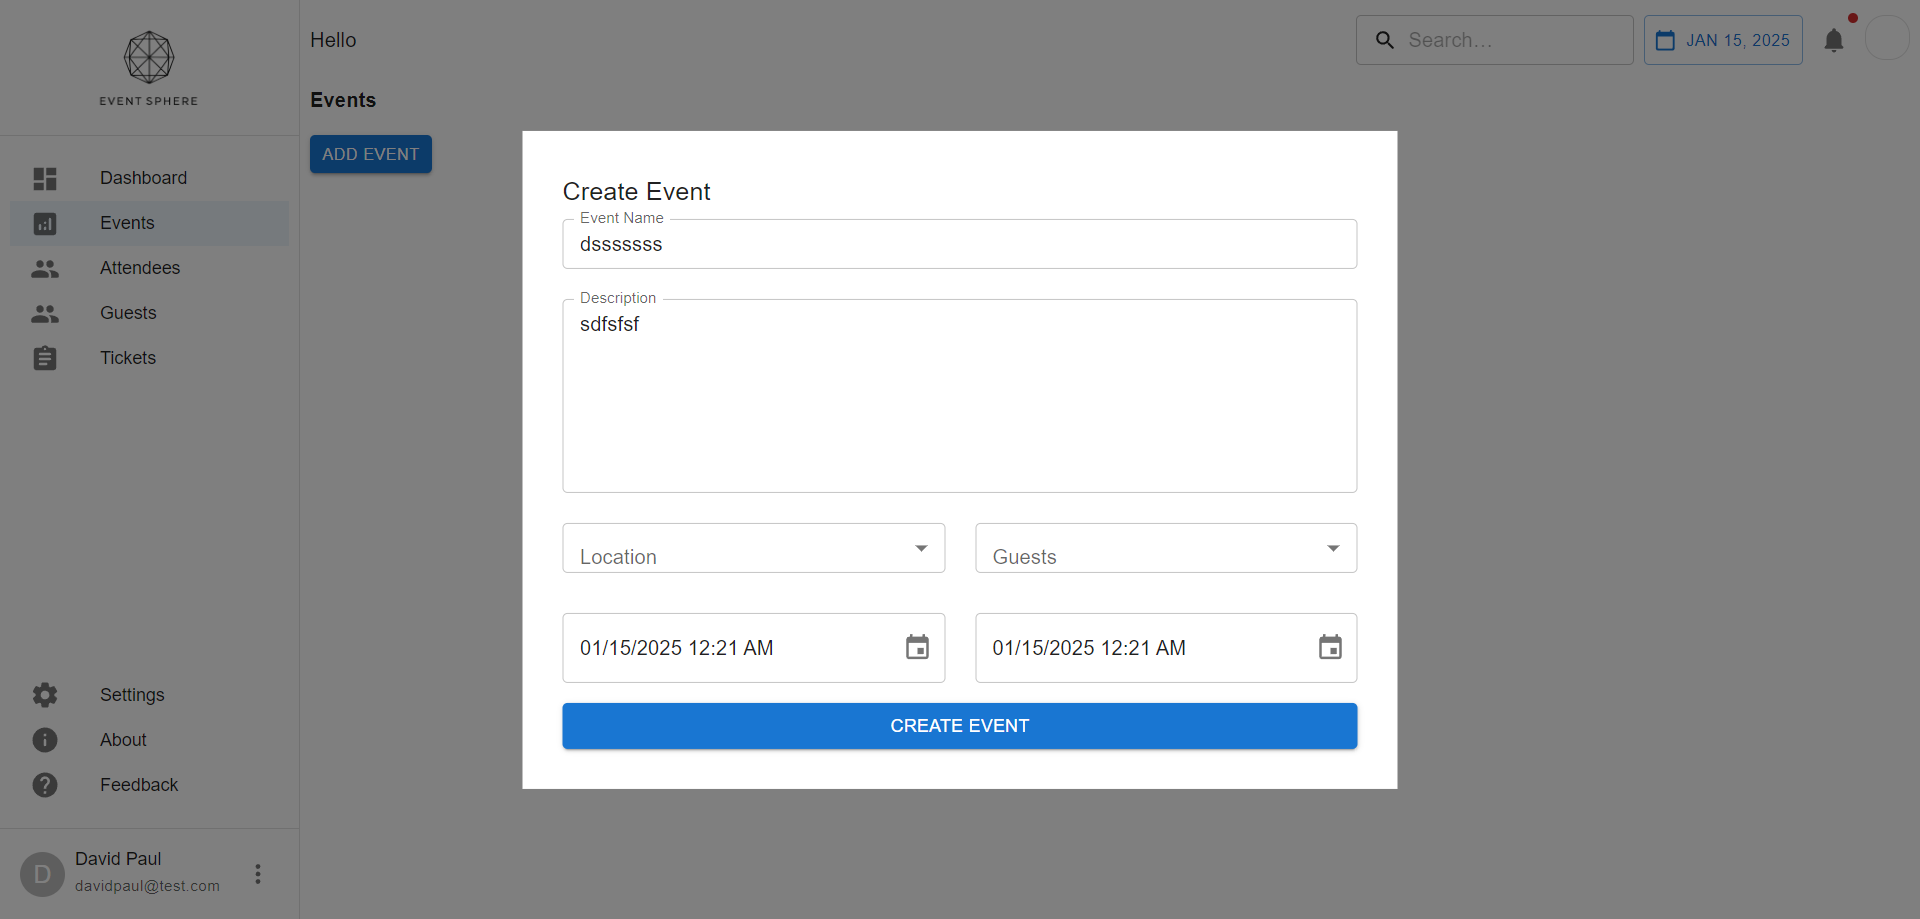 EVENT SPHERE
Dashboard
Events
Attendees
Guests
Tickets
Settings
About
Feedback
D
David Paul
davidpaul@test.com
Hello
Search…
JAN 15, 2025
Events
ADD EVENT
Create Event
Event Name
dsssssss
Description
sdfsfsf
Location
Guests
01/15/2025 12:21 AM
01/15/2025 12:21 AM
CREATE EVENT